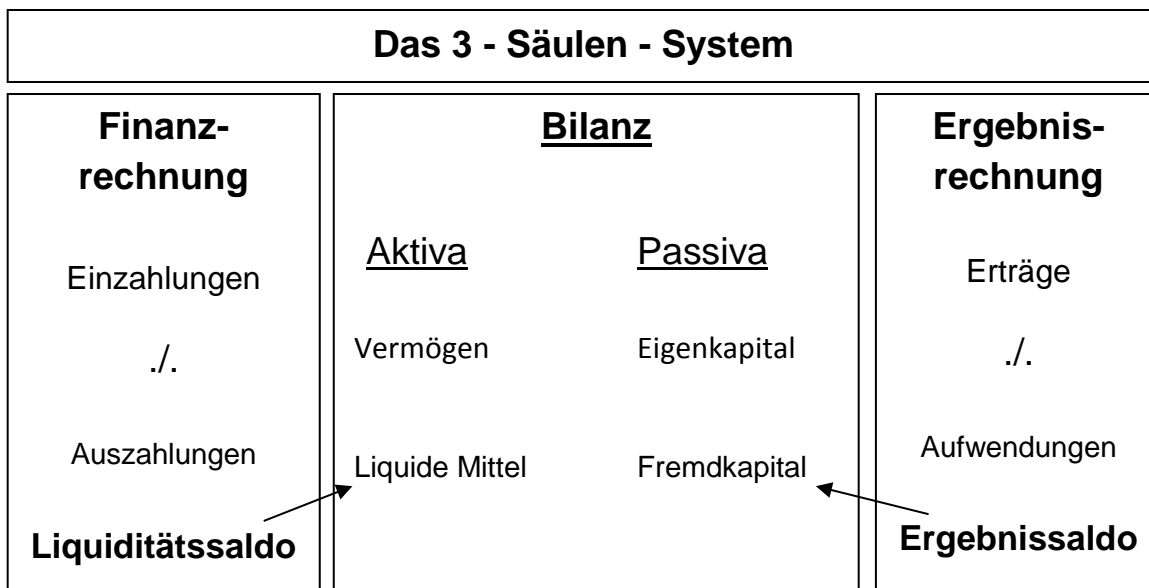 Das 3 - Säulen - System
Finanz-
rechnung
Einzahlungen
./.
Auszahlungen
Liquiditätssaldo
Bilanz
Aktiva
Passiva
Vermögen
Eigenkapital
Liquide Mittel
Fremdkapital
Ergebnis-
rechnung
Erträge
./.
Aufwendungen
Ergebnissaldo